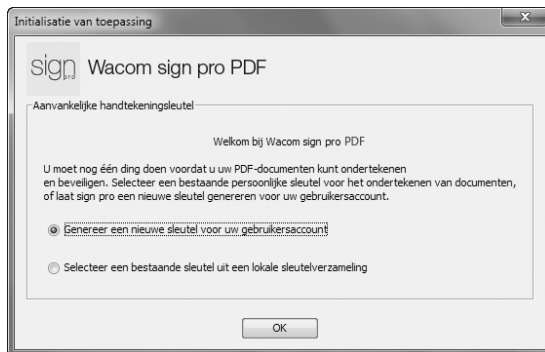 Initialisatie van toepassing
sign
Wacom sign pro PDF
Aanvankelijke handtekeningsleutel
Welkom bij Wacom sign pro PDF
U moet nog één ding doen voordat u uw PDF-documenten kunt ondertekenen
en beveiligen. Selecteer een bestaande persoonlijke sleutel voor het ondertekenen van documenten,
of laat sign pro een nieuwe sleutel genereren voor uw gebruikersaccount.
Genereer een nieuwe sleutel voor uw gebruikersaccount
Selecteer een bestaande sleutel uit een lokale sleutelverzameling
OK